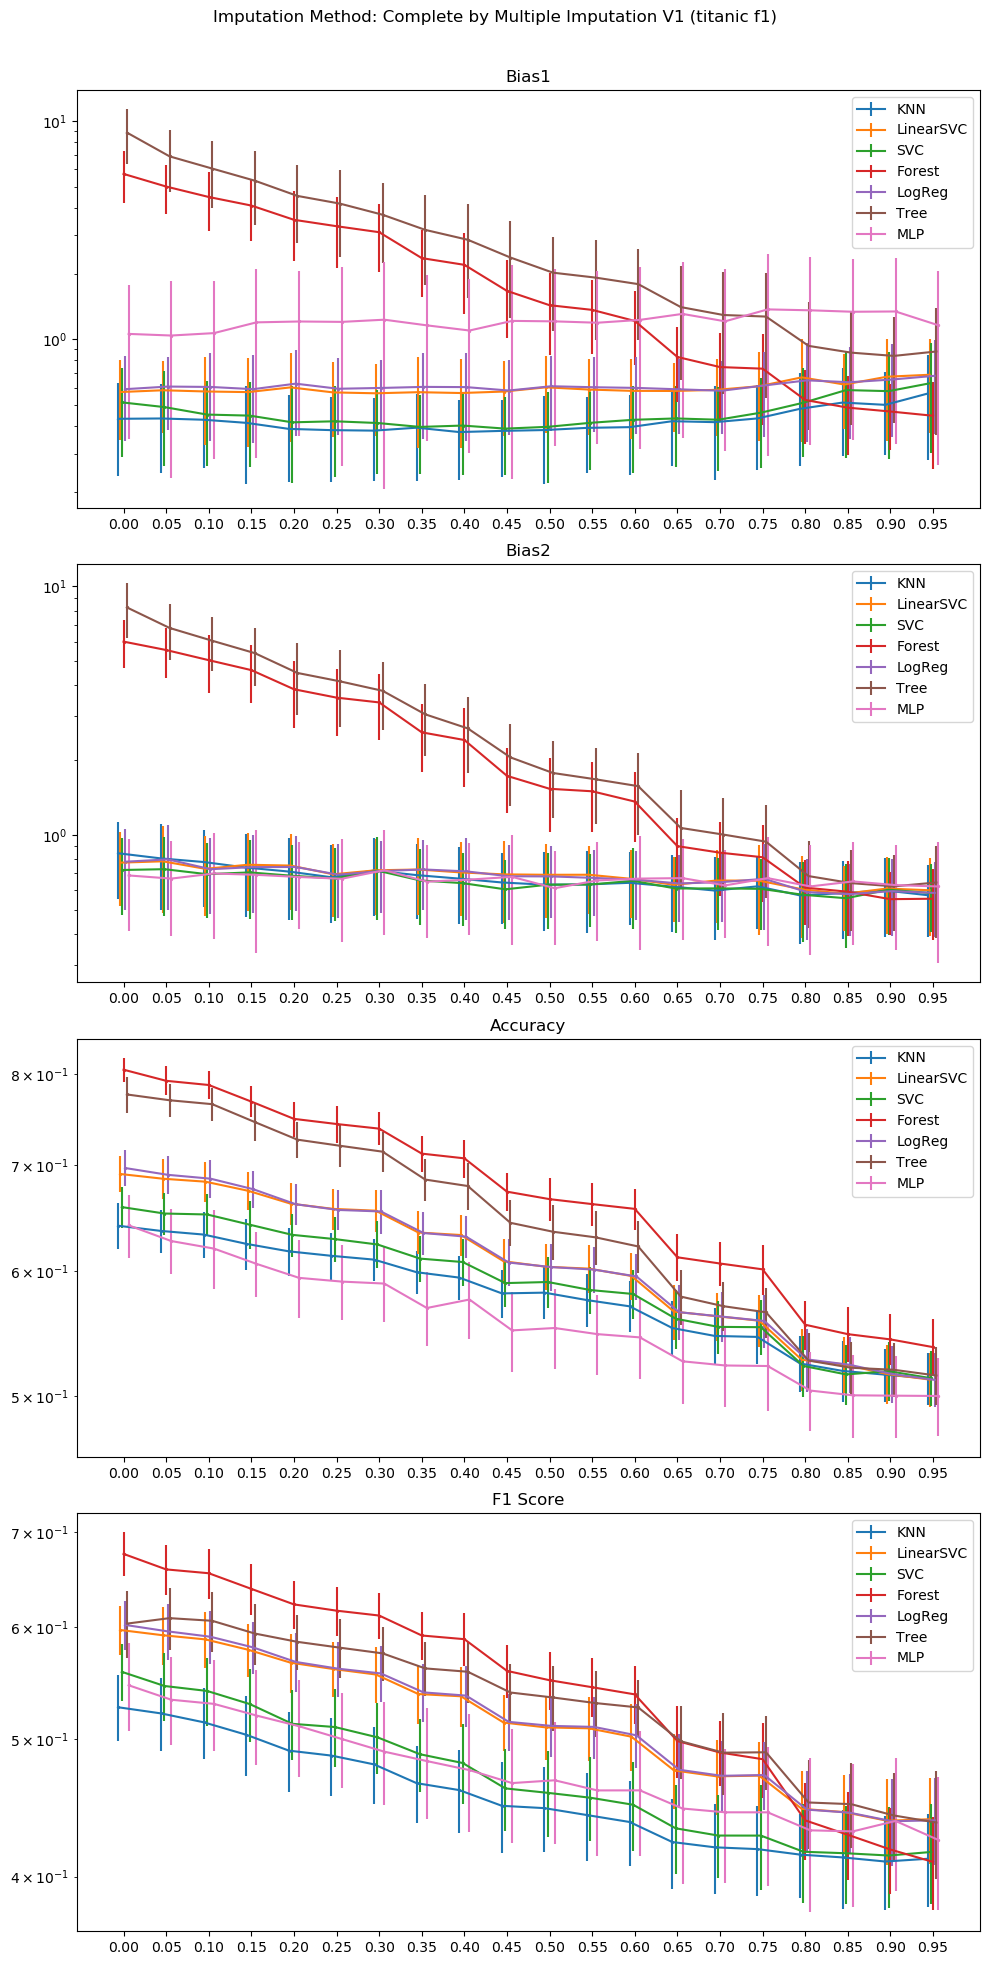 Imputation Method: Complete by Multiple Imputation V1 (titanic f1)
Bias1
10¹
10⁰
KNN
LinearSVC
SVC
Forest
LogReg
Tree
MLP
0.00 0.05 0.10 0.15 0.20 0.25 0.30 0.35 0.40 0.45 0.50 0.55 0.60 0.65 0.70 0.75 0.80 0.85 0.90 0.95
Bias2
10¹
10⁰
KNN
LinearSVC
SVC
Forest
LogReg
Tree
MLP
0.00 0.05 0.10 0.15 0.20 0.25 0.30 0.35 0.40 0.45 0.50 0.55 0.60 0.65 0.70 0.75 0.80 0.85 0.90 0.95
Accuracy
8 × 10⁻¹
7 × 10⁻¹
6 × 10⁻¹
5 × 10⁻¹
KNN
LinearSVC
SVC
Forest
LogReg
Tree
MLP
0.00 0.05 0.10 0.15 0.20 0.25 0.30 0.35 0.40 0.45 0.50 0.55 0.60 0.65 0.70 0.75 0.80 0.85 0.90 0.95
F1 Score
7 × 10⁻¹
6 × 10⁻¹
5 × 10⁻¹
4 × 10⁻¹
KNN
LinearSVC
SVC
Forest
LogReg
Tree
MLP
0.00 0.05 0.10 0.15 0.20 0.25 0.30 0.35 0.40 0.45 0.50 0.55 0.60 0.65 0.70 0.75 0.80 0.85 0.90 0.95